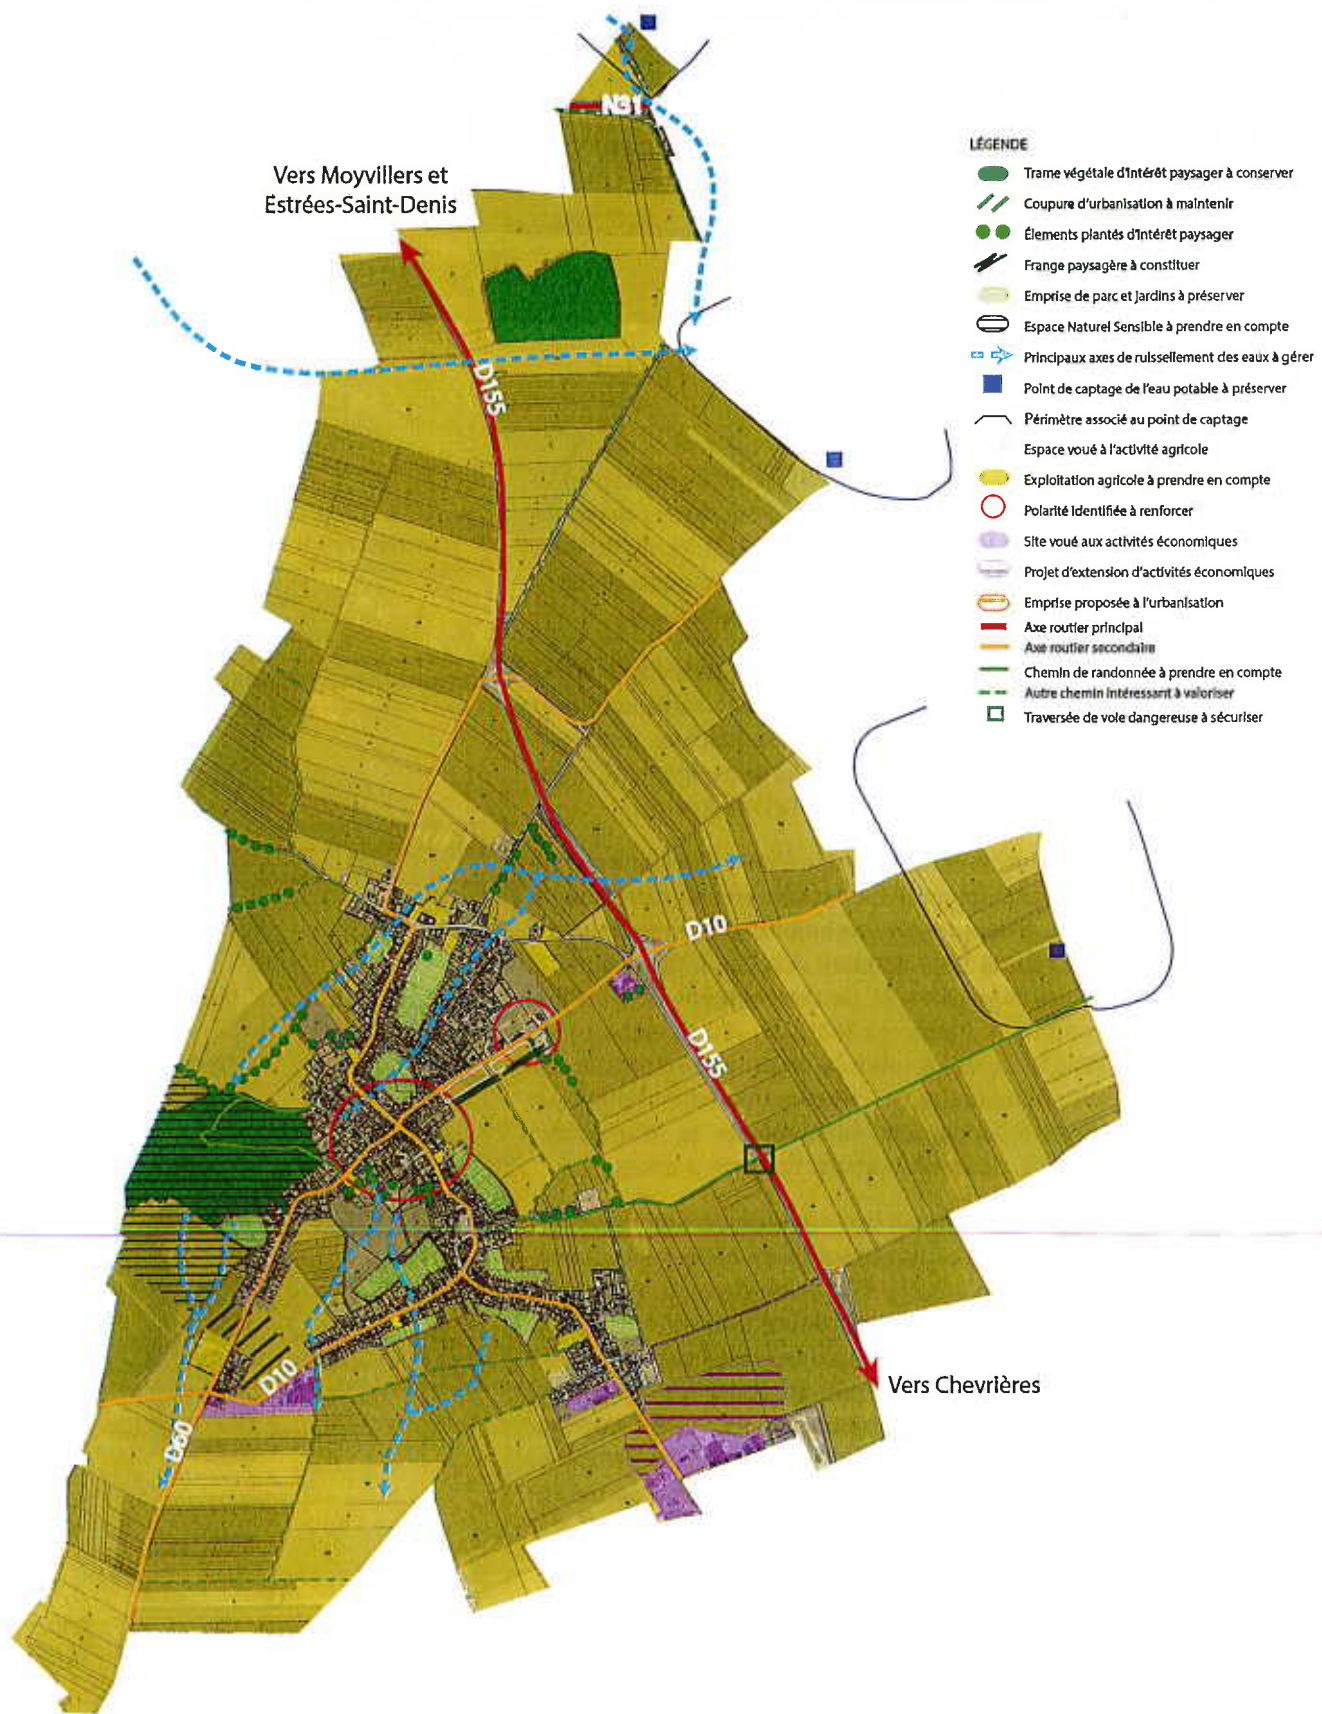 N31
Vers Moyvillers et
Estrées-Saint-Denis
D155
D10
D155
D10
D60
Vers Chevrières
LÉGENDE
Trame végétale d'intérêt paysager à conserver
Coupure d'urbanisation à maintenir
Élements plantés d'intérêt paysager
Frange paysagère à constituer
Emprise de parc et jardins à préserver
Espace Naturel Sensible à prendre en compte
Principaux axes de ruissellement des eaux à gérer
Point de captage de l'eau potable à préserver
Périmètre associé au point de captage
Espace voué à l'activité agricole
Exploitation agricole à prendre en compte
Polarité identifiée à renforcer
Site voué aux activités économiques
Projet d'extension d'activités économiques
Emprise proposée à l'urbanisation
Axe routier principal
Axe routier secondaire
Chemin de randonnée à prendre en compte
Autre chemin intéressant à valoriser
Traversée de voie dangereuse à sécuriser